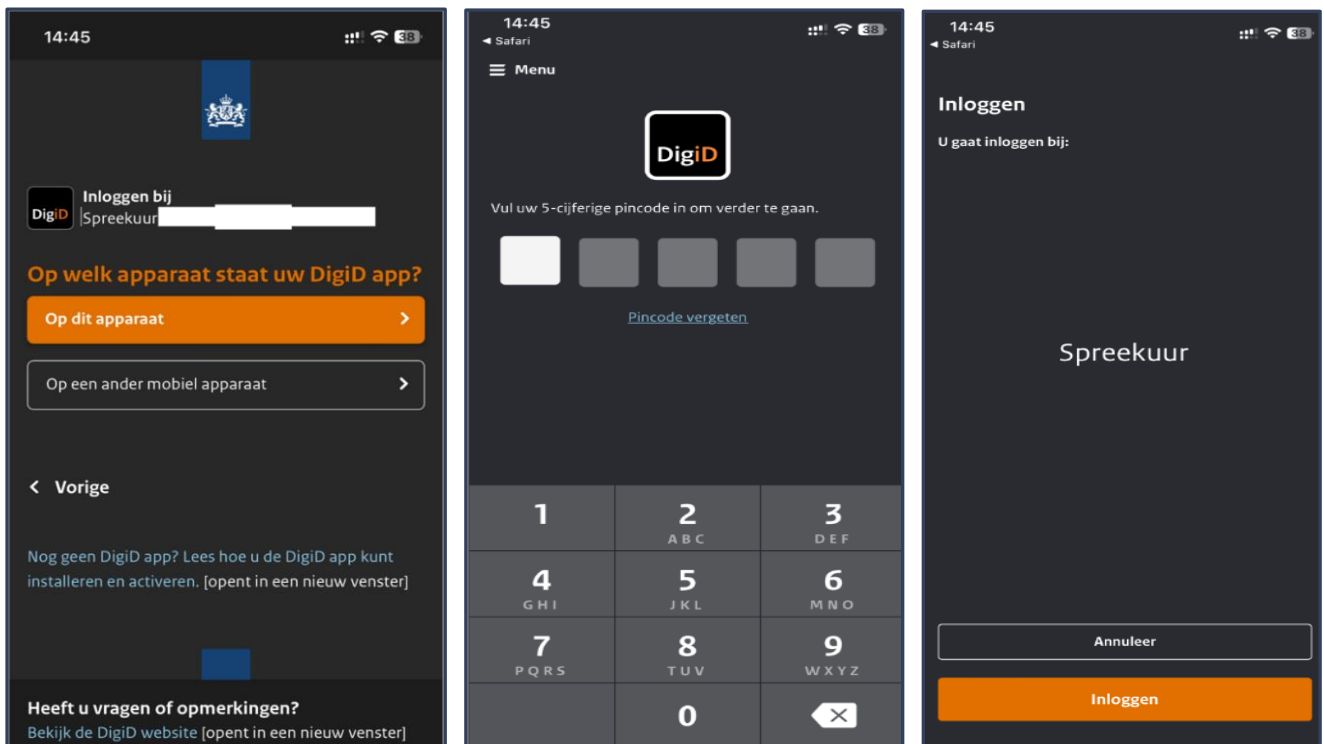 14:45
38
DigiD
Inloggen bij
Spreekuur
Op welk apparaat staat uw DigiD app?
Op dit apparaat
Op een ander mobiel apparaat
Vorige
Nog geen DigiD app? Lees hoe u de DigiD app kunt
installeren en activeren. [opent in een nieuw venster]
Heeft u vragen of opmerkingen?
Bekijk de DigiD website [opent in een nieuw venster]
14:45
38
Safari
Menu
DigiD
Vul uw 5-cijferige pincode in om verder te gaan.
Pincode vergeten
1 2 3
ABC DEF
4 5 6
GHI JKL MNO
7 8 9
PQRS TUV WXYZ
0
14:45
38
Safari
Inloggen
U gaat inloggen bij:
Spreekuur
Annuleer
Inloggen